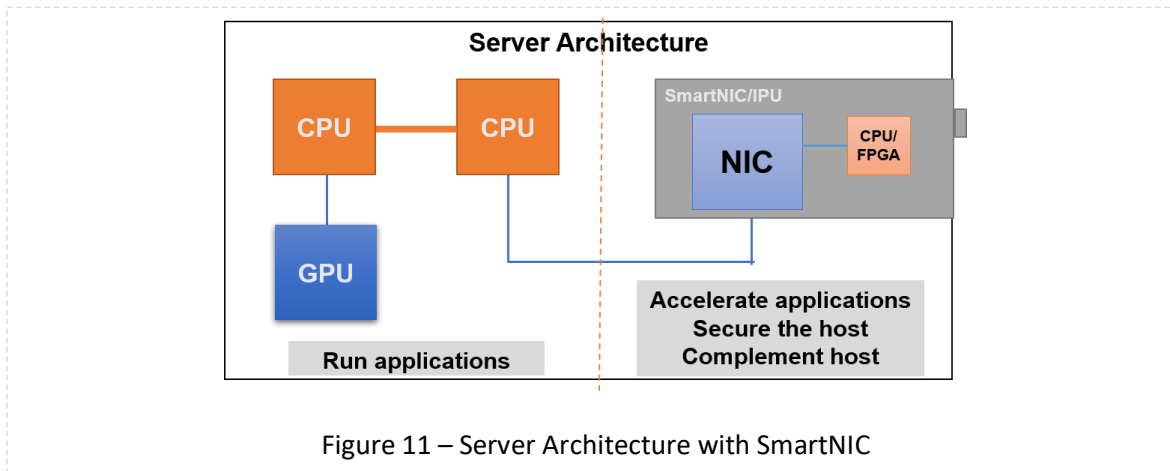 Server Architecture
CPU
CPU
GPU
Run applications
SmartNIC/IPU
NIC
CPU/
FPGA
Accelerate applications
Secure the host
Complement host
Figure 11 – Server Architecture with SmartNIC